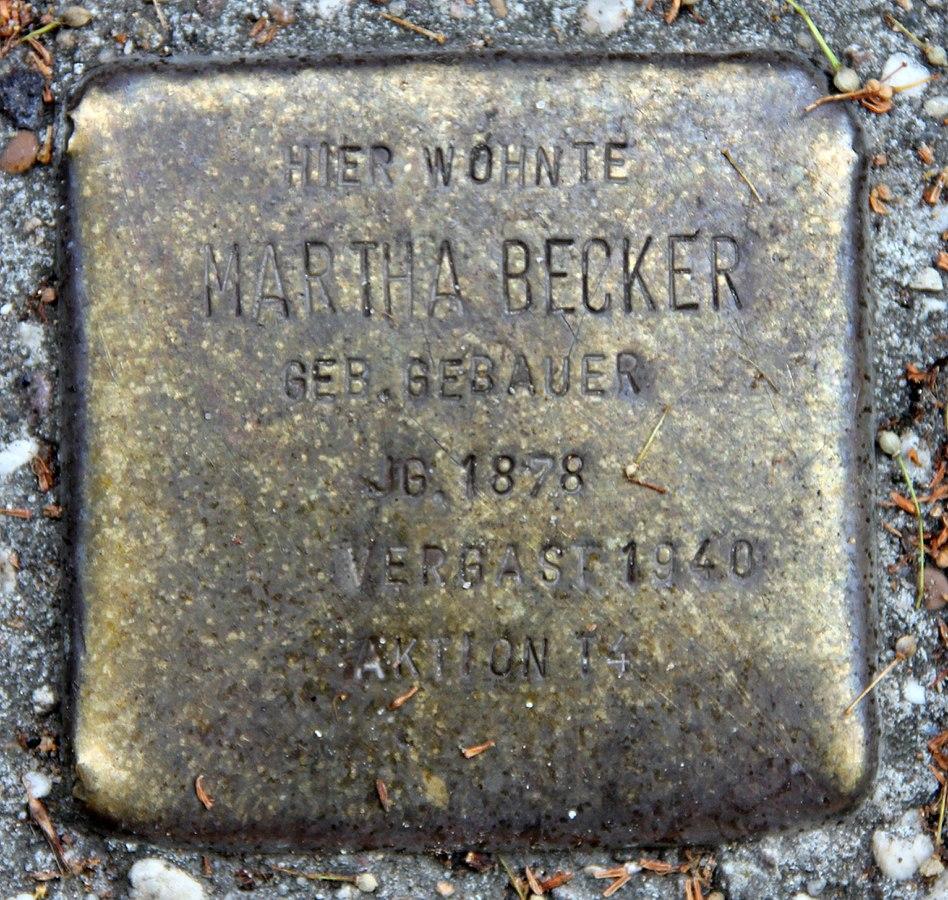 HIER WOHNTE
MARTHA BECKER
GEB. GEBAUER
JG. 1878
VERGAST 1940
AKTION T4